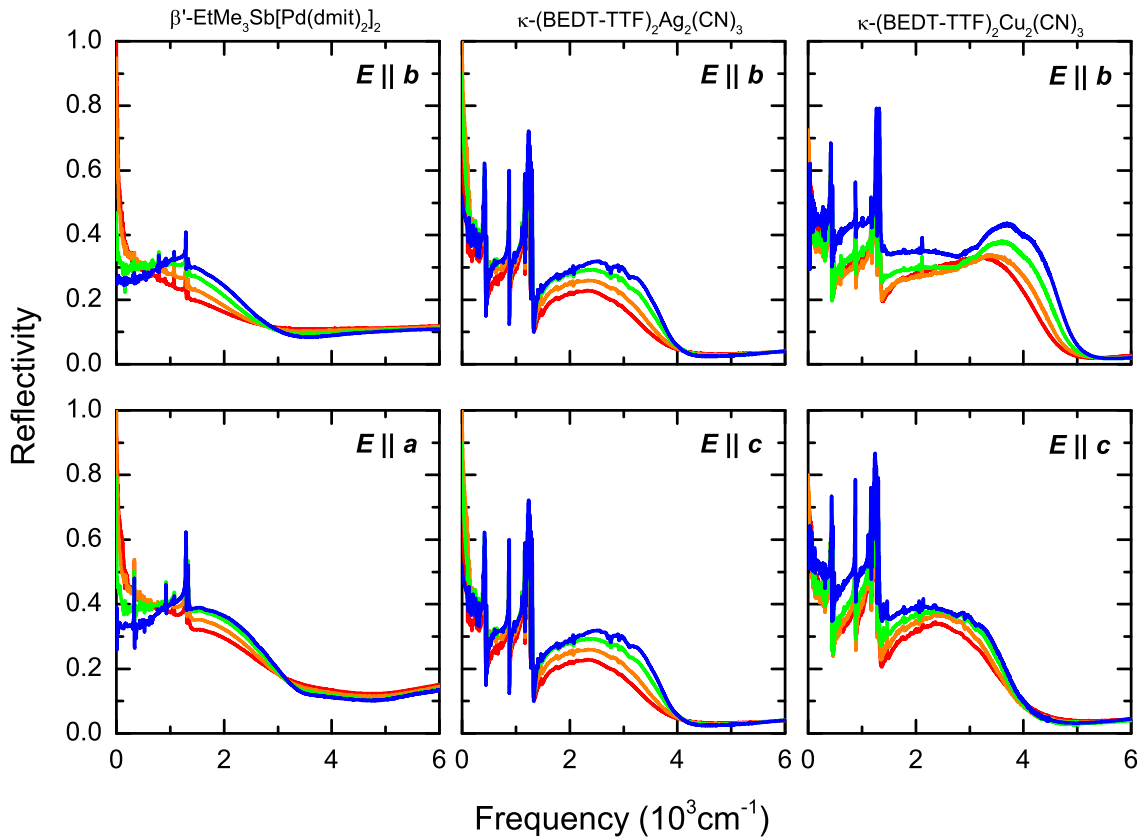 β'-EtMe₃Sb[Pd(dmit)₂]₂
κ-(BEDT-TTF)₂Ag₂(CN)₃
κ-(BEDT-TTF)₂Cu₂(CN)₃
1.0
0.8
0.6
0.4
0.2
0.0
E || b
E || b
E || b
1.0
0.8
0.6
0.4
0.2
0.0
E || a
E || c
E || c
0 2 4 6
0 2 4 6
0 2 4 6
Reflectivity
Frequency (10³cm⁻¹)